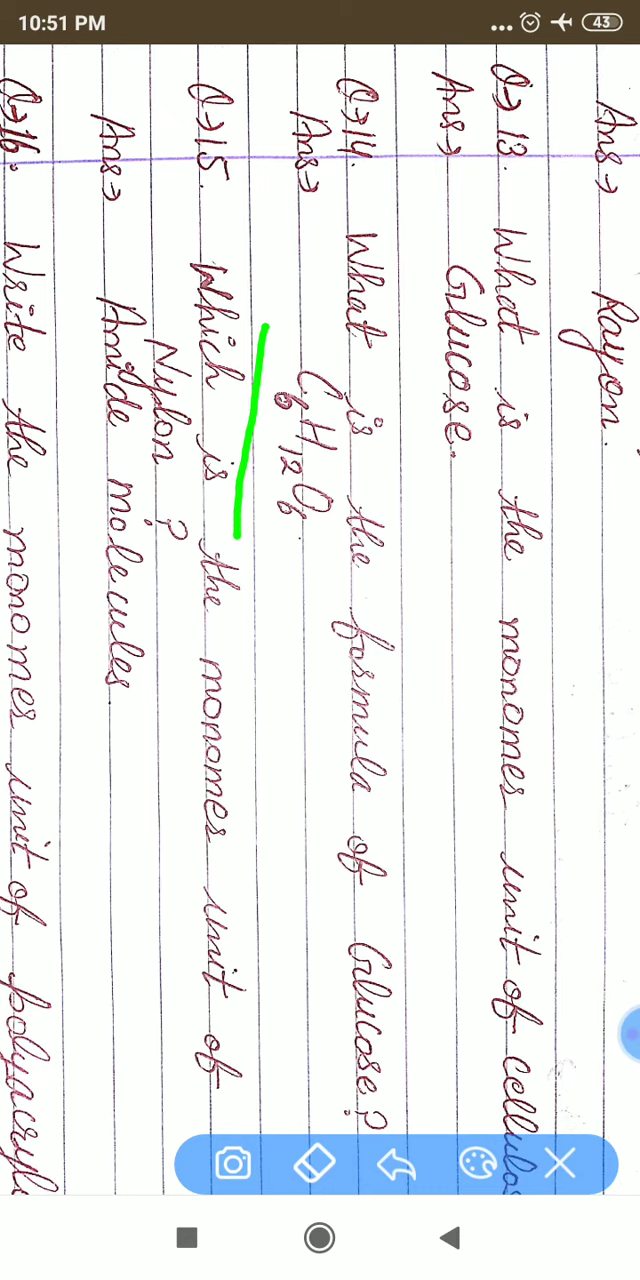 10:51 PM
... 43
Ans→ Rayon.
Q→13. What is the monomer unit of cellulos
Ans→ Glucose.
Q→14. What is the formula of Glucose?
Ans→ C6H12O6.
Q→15. Which is the monomer unit of
Nylon?
Ans→ Amide molecules
Q→16. Write the monomer unit of polyacryl